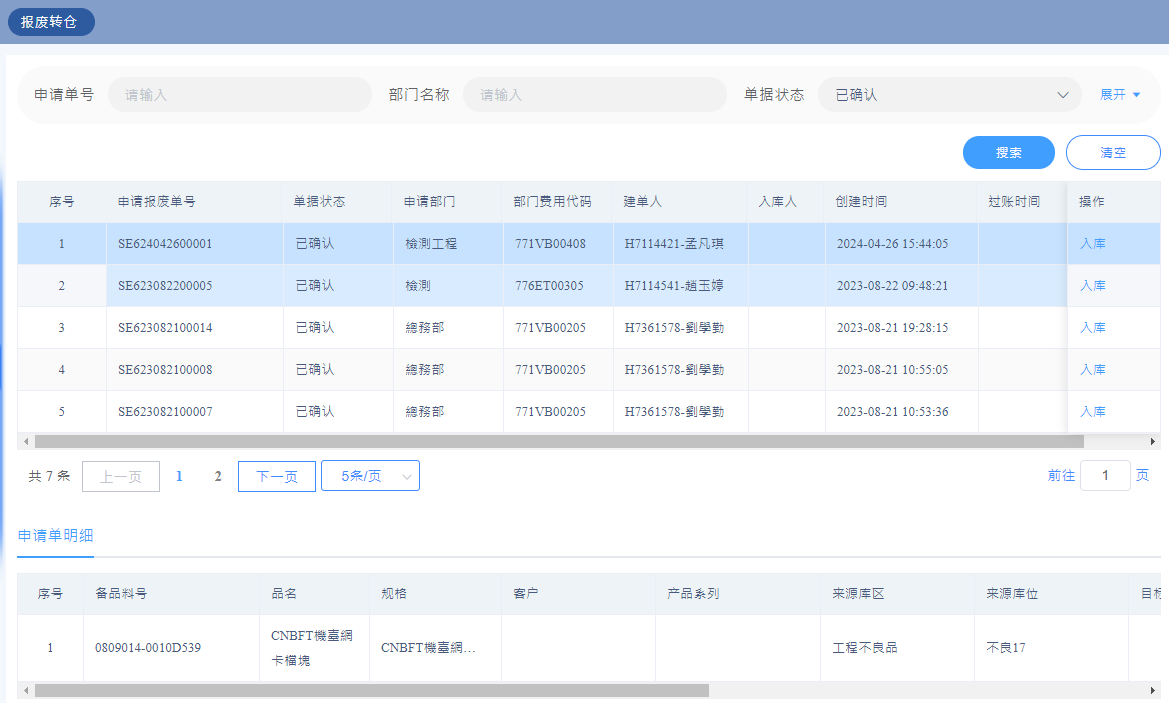 报废转仓
申请单号 请输入 部门名称 请输入 单据状态 已确认 展开
搜索 清空
序号 申请报废单号 单据状态 申请部门 部门费用代码 建单人 入库人 创建时间 过账时间 操作
1 SE624042600001 已确认 檢測工程 771VB00408 H7114421-孟凡琪 2024-04-26 15:44:05 入库
2 SE623082200005 已确认 檢測 776ET00305 H7114541-趙玉婷 2023-08-22 09:48:21 入库
3 SE623082100014 已确认 總務部 771VB00205 H7361578-劉學勤 2023-08-21 19:28:15 入库
4 SE623082100008 已确认 總務部 771VB00205 H7361578-劉學勤 2023-08-21 10:55:05 入库
5 SE623082100007 已确认 總務部 771VB00205 H7361578-劉學勤 2023-08-21 10:53:36 入库
共 7 条 上一页 1 2 下一页 5条/页 前往 1 页
申请单明细
序号 备品料号 品名 规格 客户 产品系列 来源库区 来源库位 目标
1 0809014-0010D539 CNBFT機臺網 CNBFT機臺網... 工程不良品 不良17
卡模塊